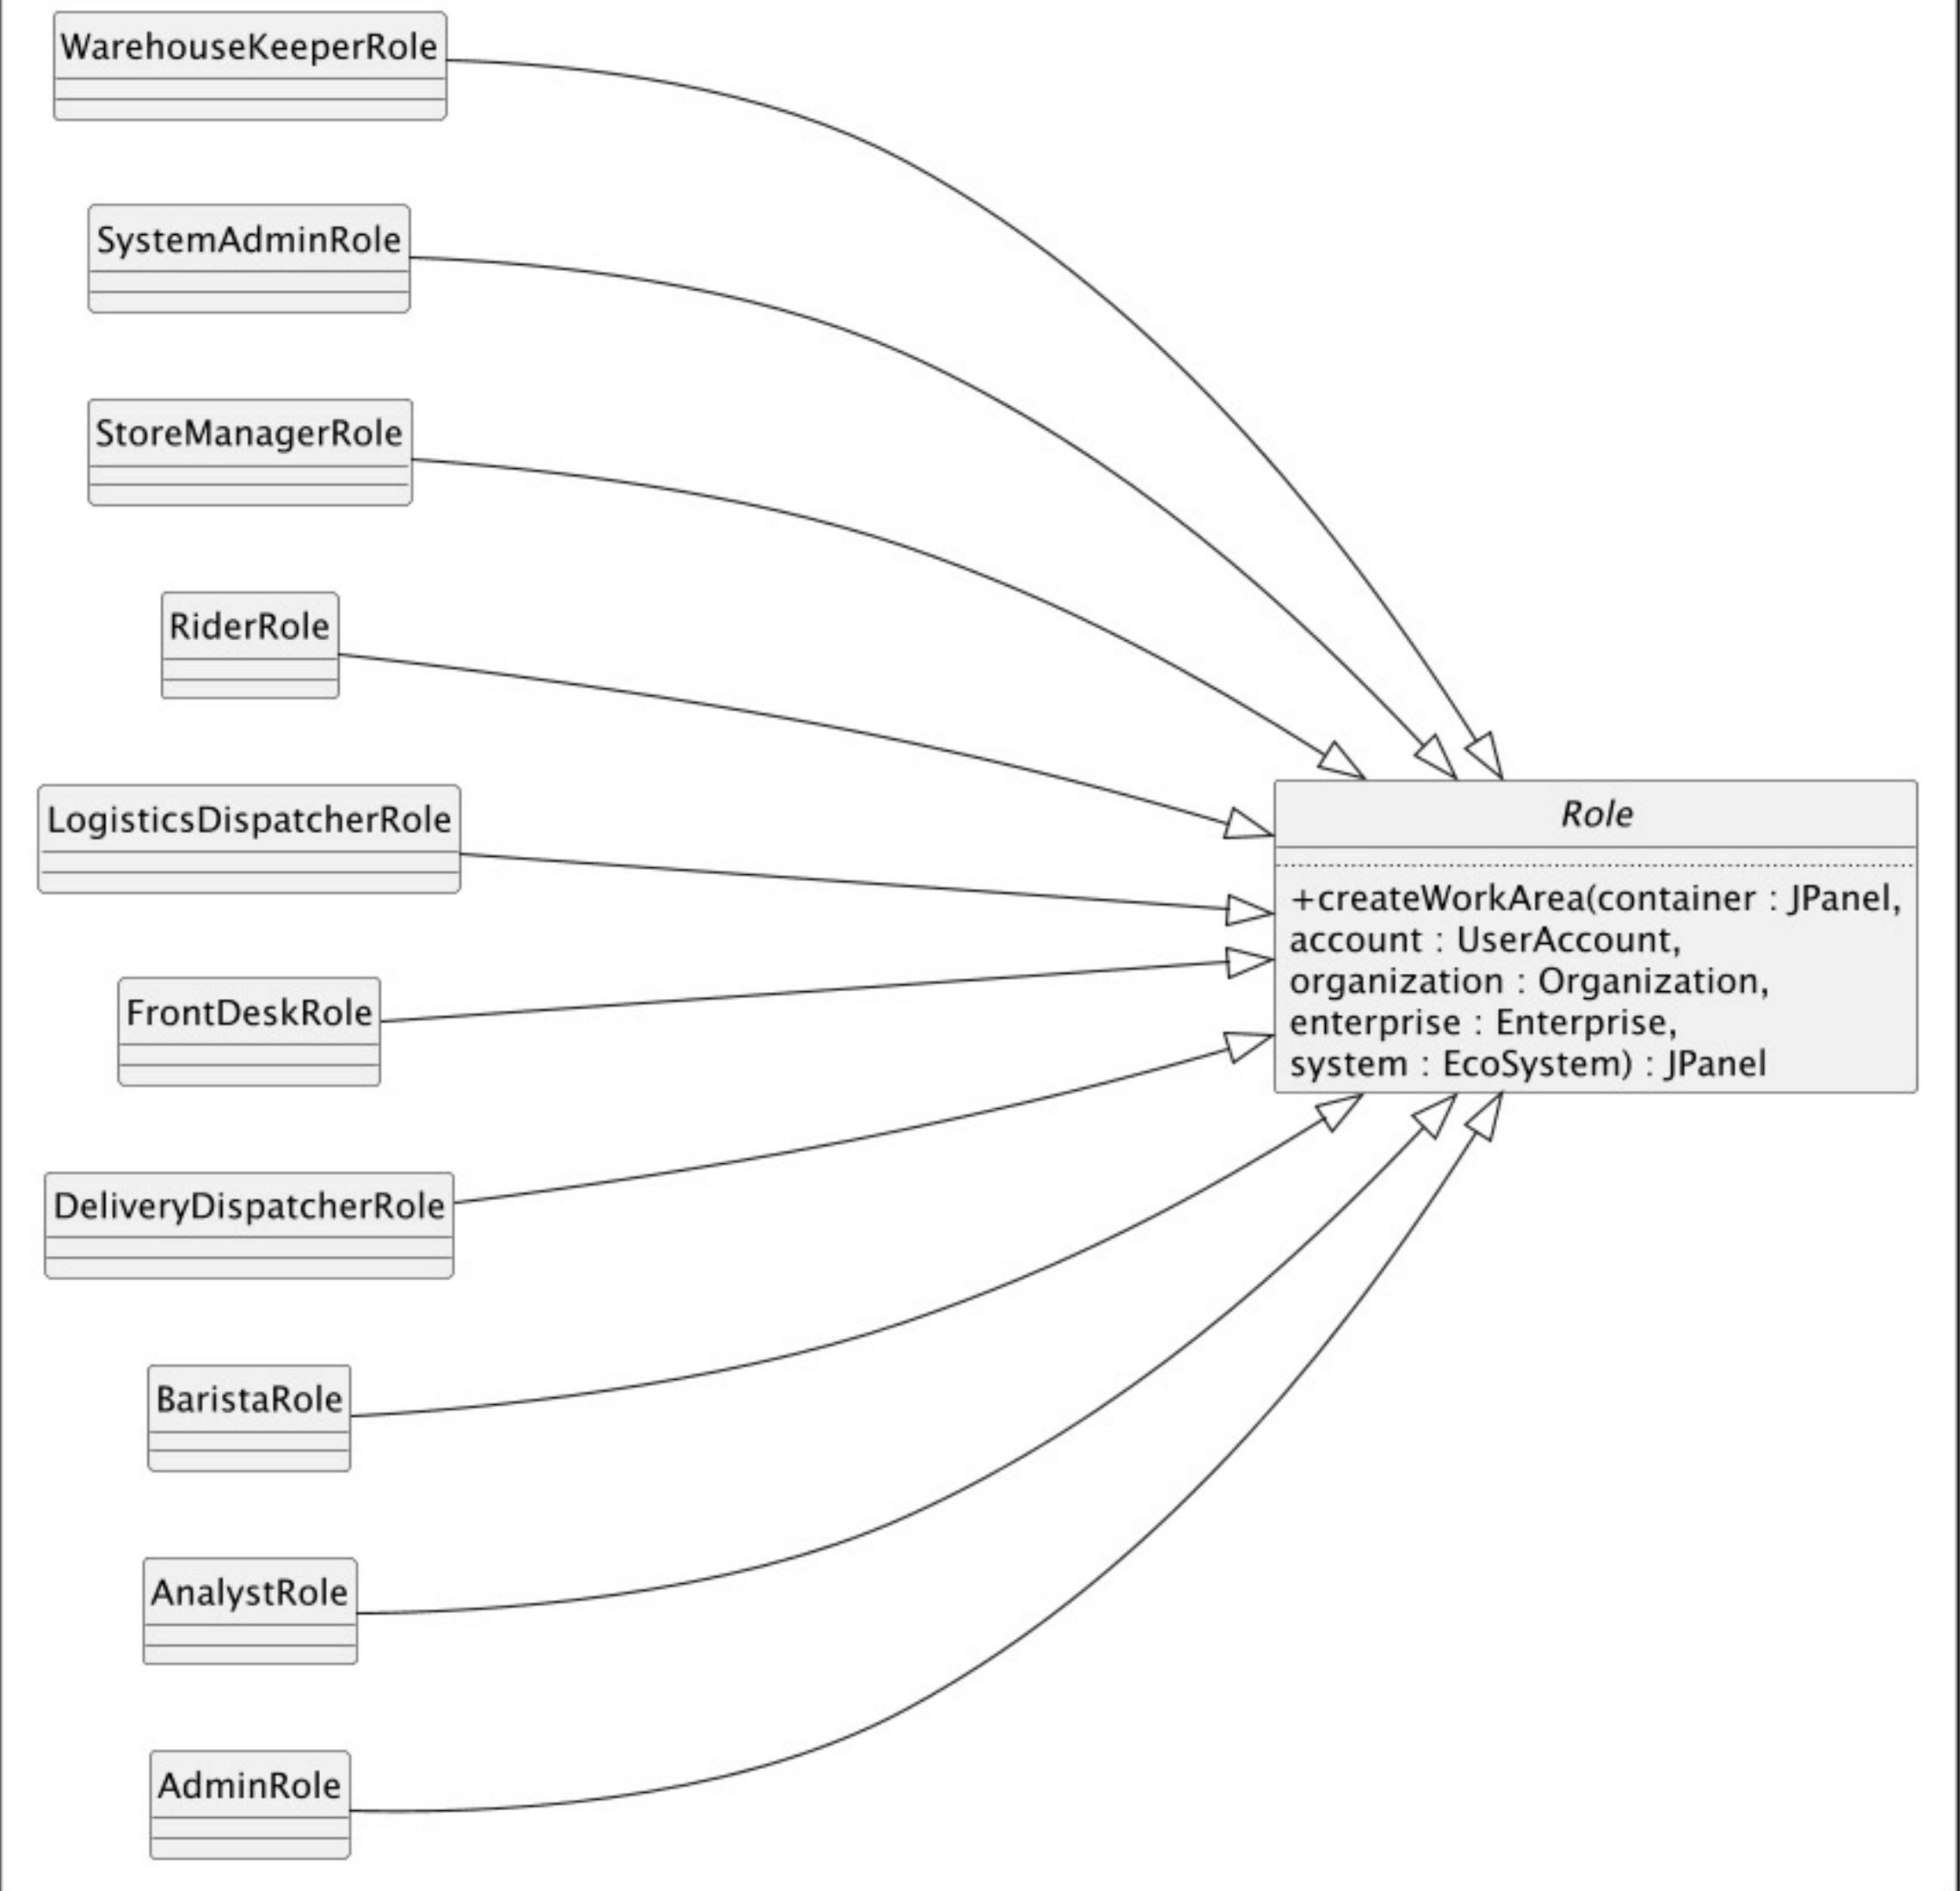 WarehouseKeeperRole
SystemAdminRole
StoreManagerRole
RiderRole
LogisticsDispatcherRole
FrontDeskRole
DeliveryDispatcherRole
BaristaRole
AnalystRole
AdminRole
Role
+createWorkArea(container : JPanel,
account : UserAccount,
organization : Organization,
enterprise : Enterprise,
system : EcoSystem) : JPanel